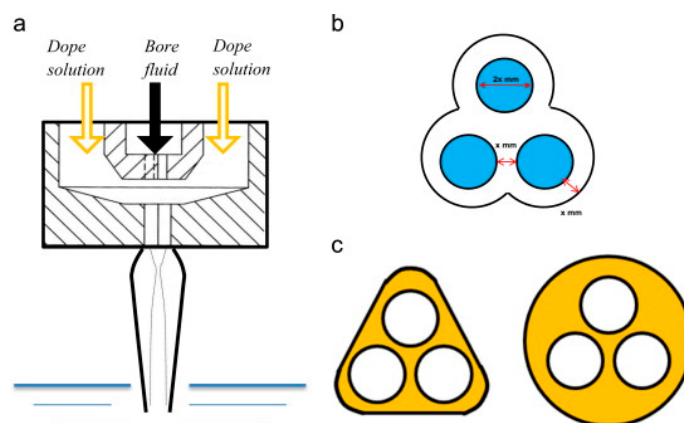 a
Dope
solution
Bore
fluid
Dope
solution
b
2x mm
x mm
x mm
c